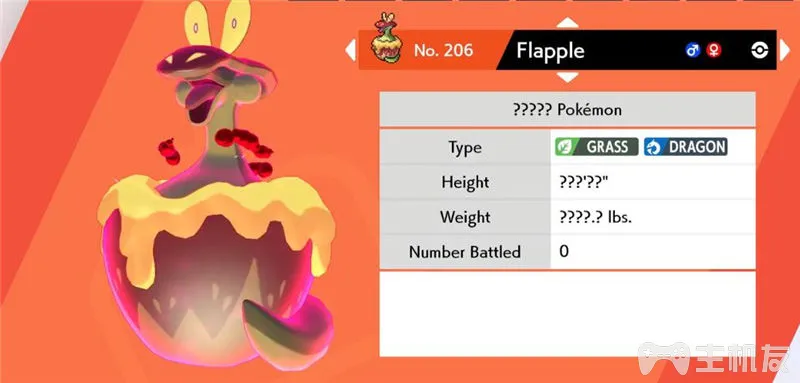 No. 206 Flapple
????? Pokémon
Type GRASS DRAGON
Height ???'??"
Weight ????.? lbs.
Number Battled 0
主机友